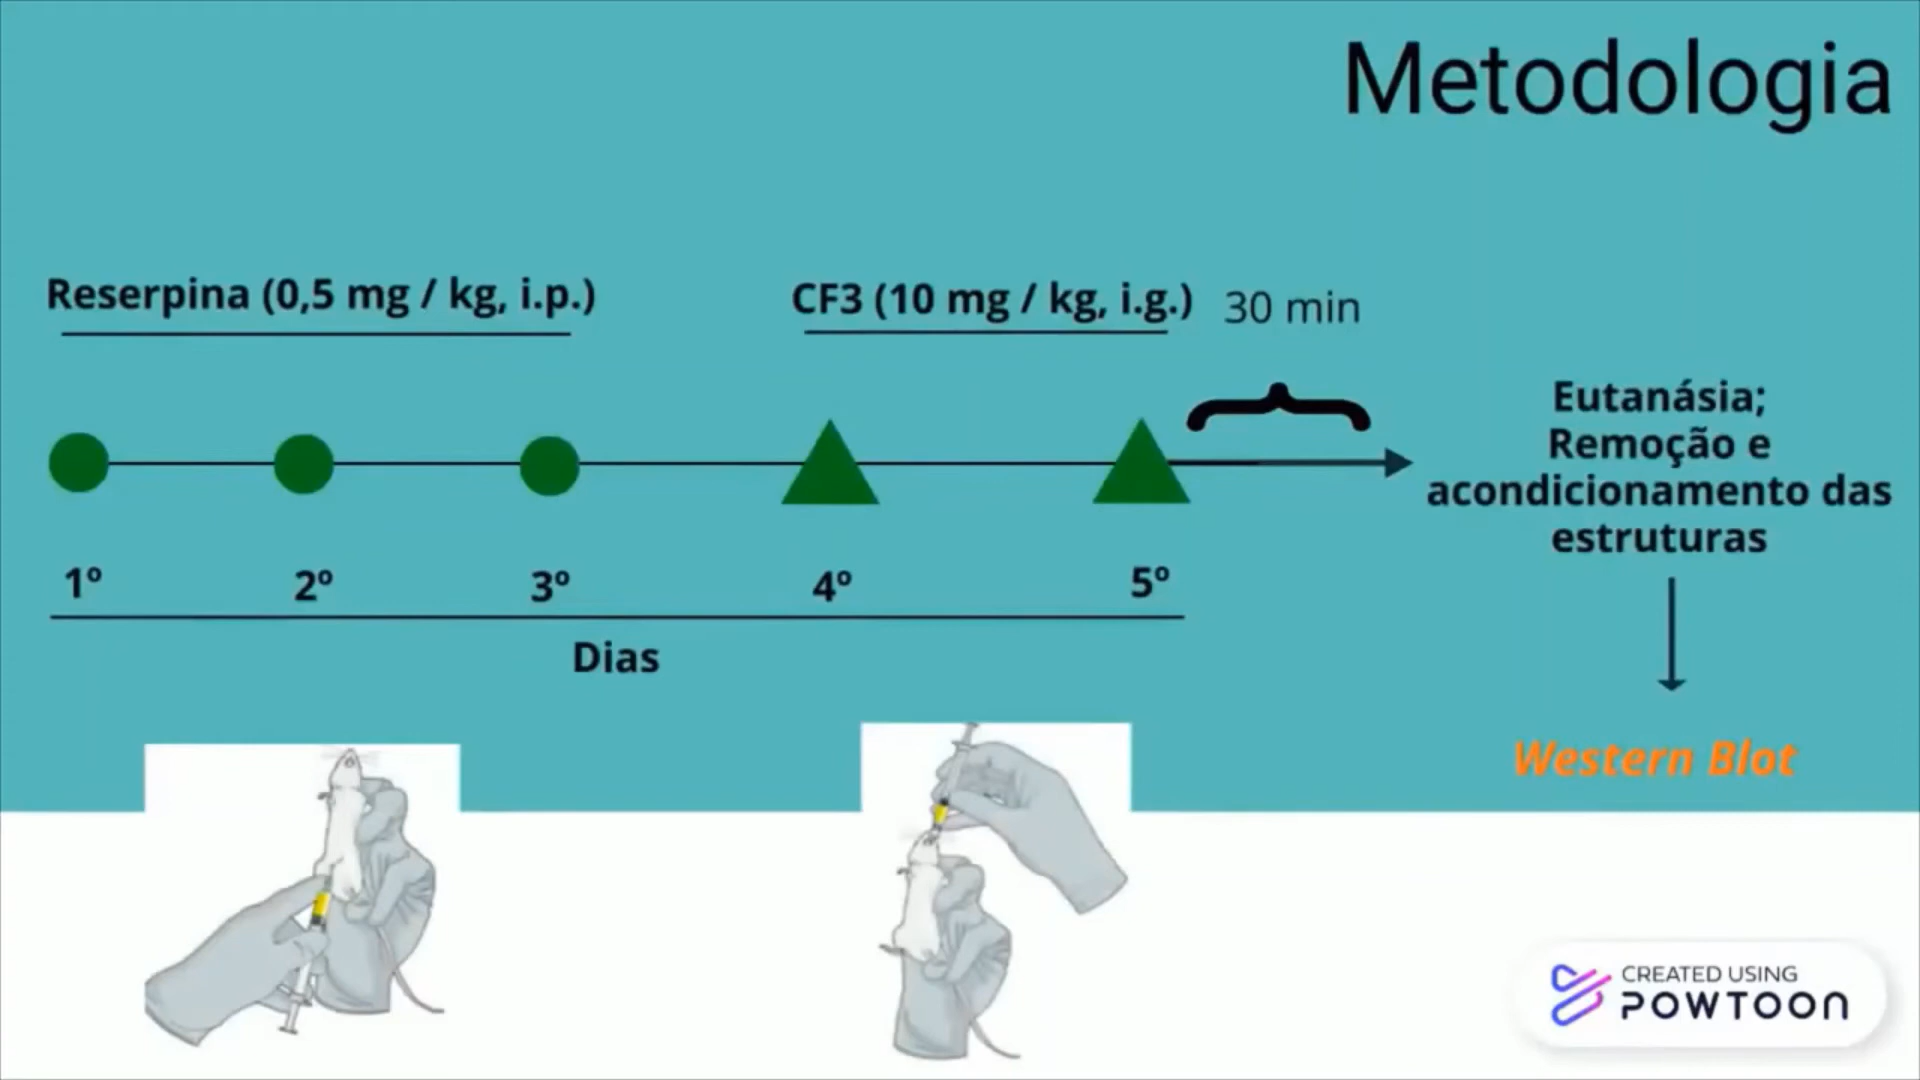 Metodologia
Reserpina (0,5 mg / kg, i.p.)
CF3 (10 mg / kg, i.g.)
30 min
Eutanásia;
Remoção e
acondicionamento das
estruturas
1º 2º 3º 4º 5º
Dias
Western Blot
CREATED USING
POWTOON